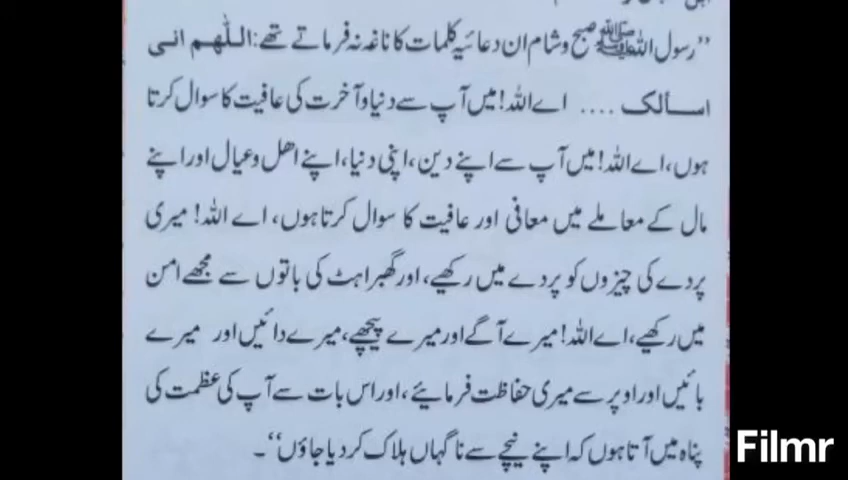 ”رسول اللہ ﷺ صبح و شام ان دعائیہ کلمات کا ناغہ نہ فرماتے تھے: اللّٰھم انی
اسألک .... اے اللہ! میں آپ سے دنیا و آخرت کی عافیت کا سوال کرتا
ہوں، اے اللہ! میں آپ سے اپنے دین، اپنی دنیا، اپنے اھل و عیال اور اپنے
مال کے معاملے میں معافی اور عافیت کا سوال کرتا ہوں، اے اللہ! میری
پردے کی چیزوں کو پردے میں رکھیے، اور گھبراہٹ کی باتوں سے مجھے امن
میں رکھیے، اے اللہ! میرے آگے اور میرے پیچھے، میرے دائیں اور میرے
بائیں اور اوپر سے میری حفاظت فرمایئے، اور اس بات سے آپ کی عظمت کی
پناہ میں آتا ہوں کہ اپنے نیچے سے ناگہاں ہلاک کر دیا جاؤں“۔
Filmr